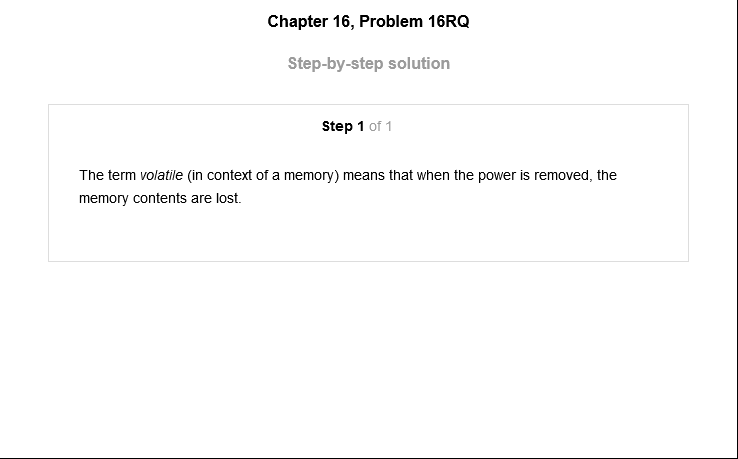 Chapter 16, Problem 16RQ
Step-by-step solution
Step 1 of 1
The term volatile (in context of a memory) means that when the power is removed, the
memory contents are lost.